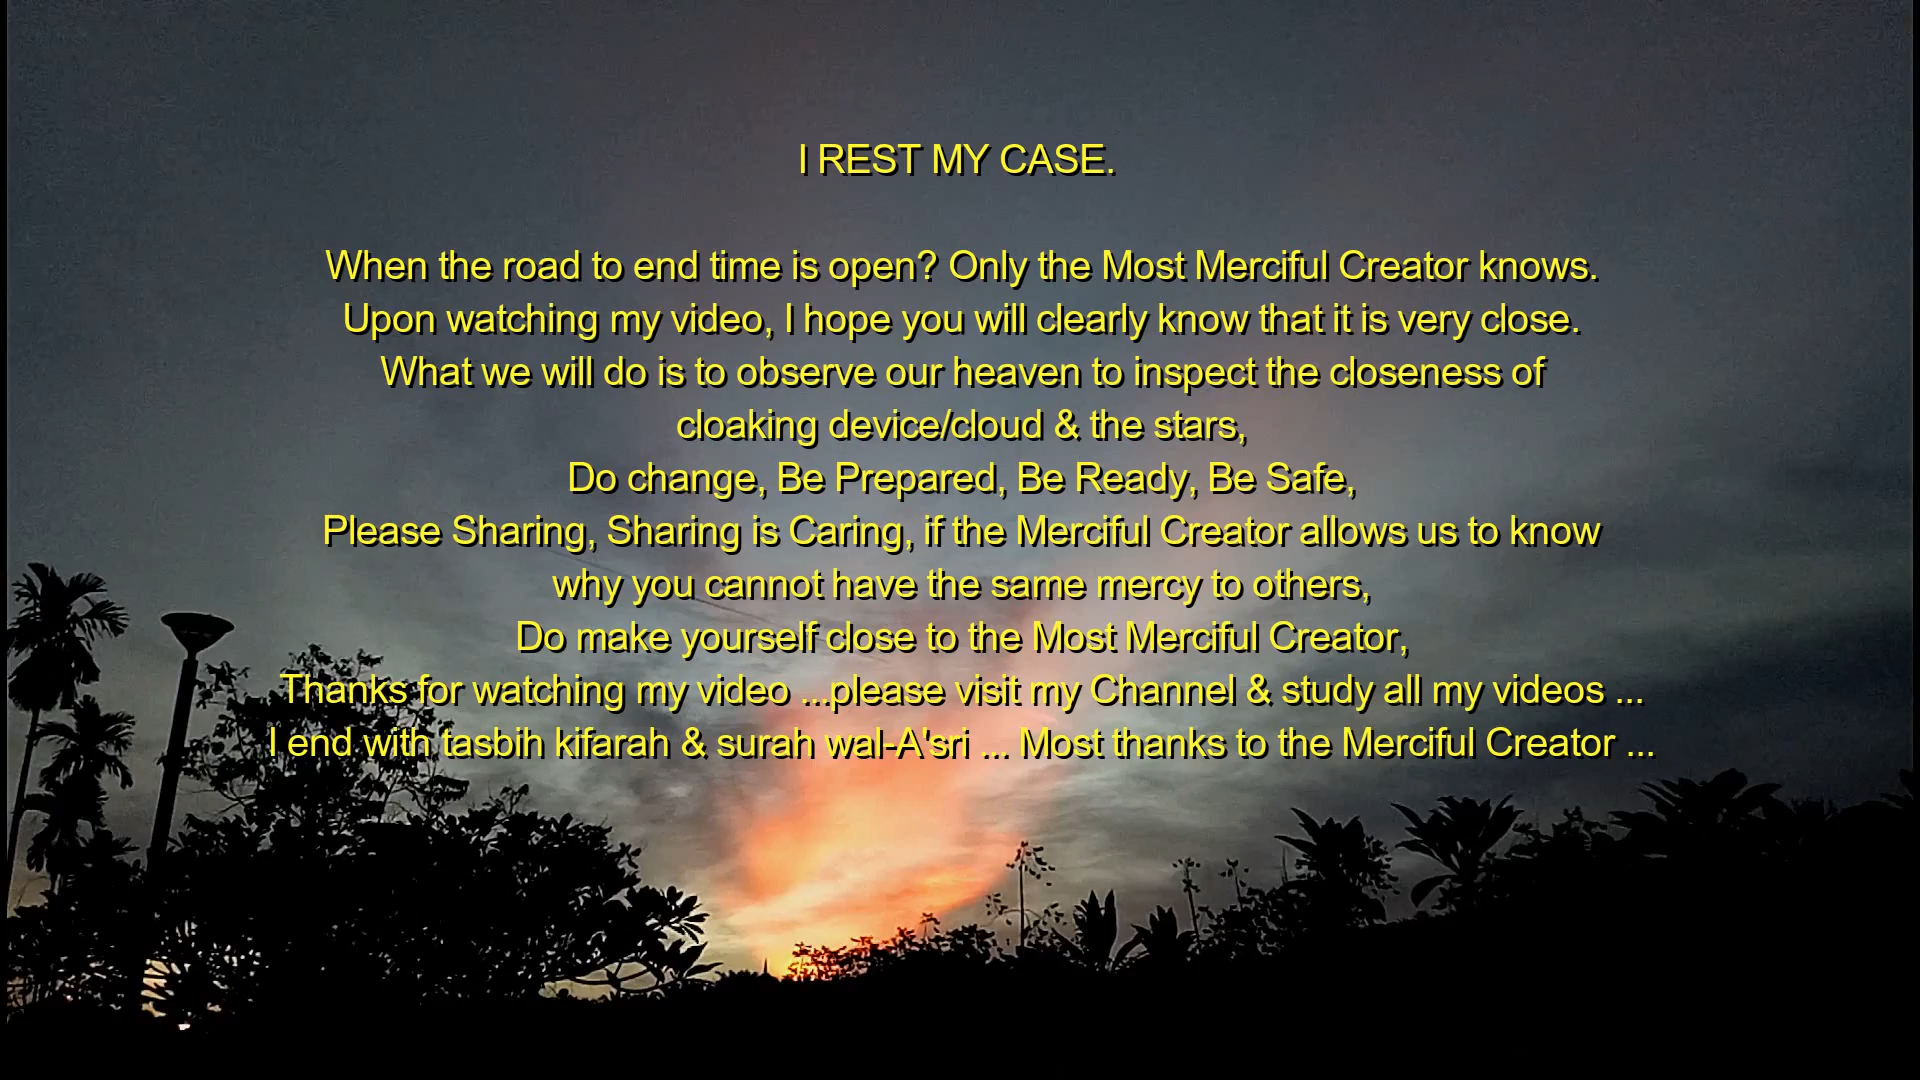 I REST MY CASE.
When the road to end time is open? Only the Most Merciful Creator knows.
Upon watching my video, I hope you will clearly know that it is very close.
What we will do is to observe our heaven to inspect the closeness of
cloaking device/cloud & the stars,
Do change, Be Prepared, Be Ready, Be Safe,
Please Sharing, Sharing is Caring, if the Merciful Creator allows us to know
why you cannot have the same mercy to others,
Do make yourself close to the Most Merciful Creator,
Thanks for watching my video ...please visit my Channel & study all my videos ...
I end with tasbih kifarah & surah wal-A'sri ... Most thanks to the Merciful Creator ...